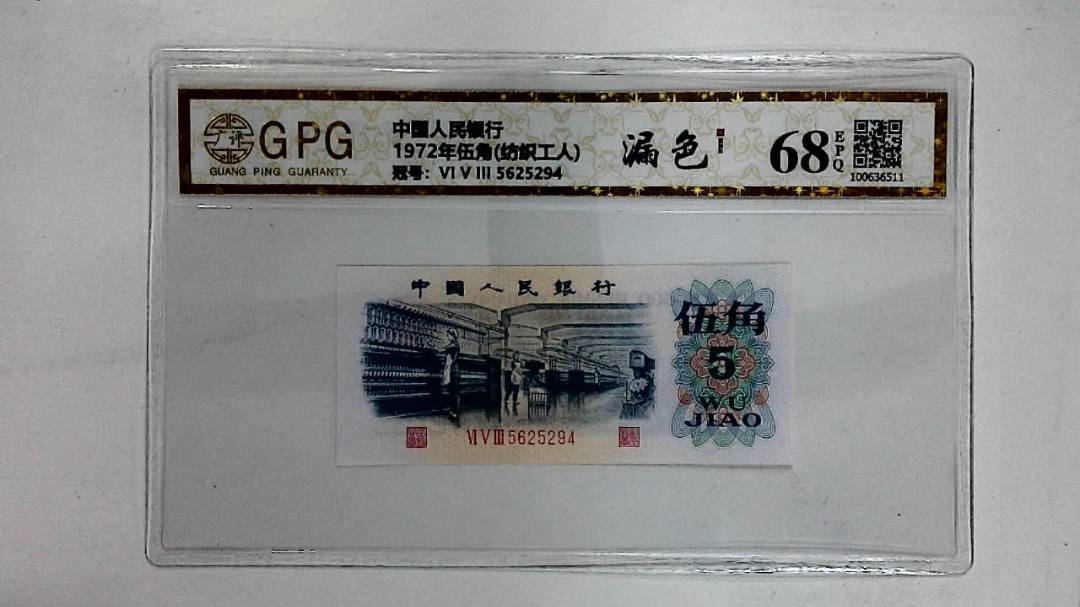 GPG
GUANG PING GUARANTY
中國人民銀行
1972年伍角(纺织工人)
冠号: VI V III 5625294
漏色
68
EPQ
100636511
中國人民銀行
伍角
5
WU
JIAO
VI V III 5625294